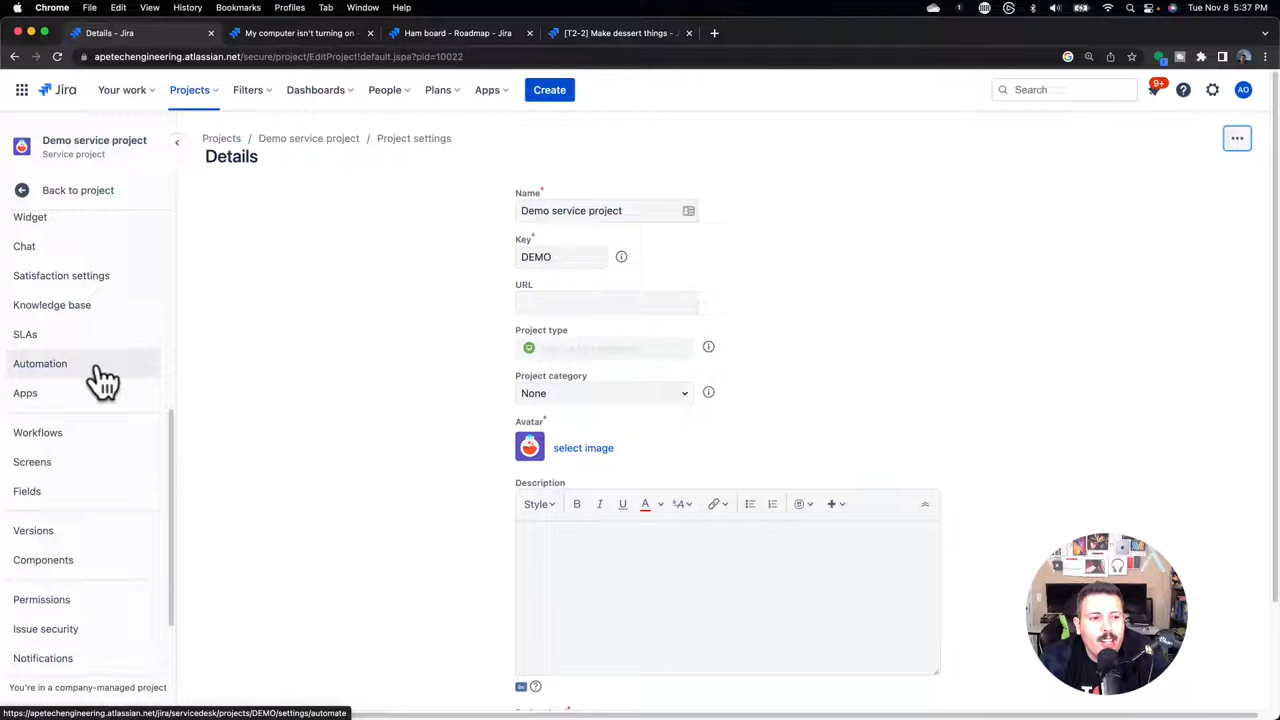 Chrome File Edit View History Bookmarks Profiles Tab Window Help Tue Nov 8 5:37 PM
Details - Jira My computer isn't turning on - Ham board - Roadmap - Jira [T2-2] Make dessert things -
apetechengineering.atlassian.net/secure/project/EditProject!default.jspa?pid=10022
Jira Your work Projects Filters Dashboards People Plans Apps Create Search 9+ AO
Demo service project
Service project
Back to project
Widget
Chat
Satisfaction settings
Knowledge base
SLAs
Automation
Apps
Workflows
Screens
Fields
Versions
Components
Permissions
Issue security
Notifications
You're in a company-managed project
https://apetechengineering.atlassian.net/jira/servicedesk/projects/DEMO/settings/automate
Projects / Demo service project / Project settings
Details
Name*
Demo service project
Key*
DEMO
URL
Project type
Project category
None
Avatar*
select image
Description
Style B I U A A